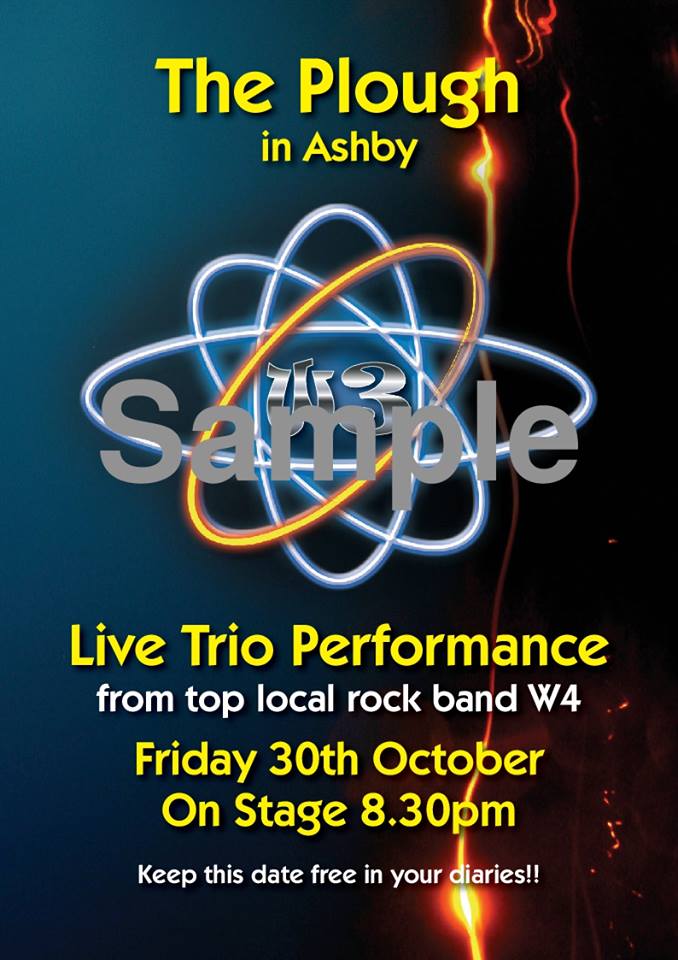 The Plough
in Ashby
W3
Sample
Live Trio Performance
from top local rock band W4
Friday 30th October
On Stage 8.30pm
Keep this date free in your diaries!!